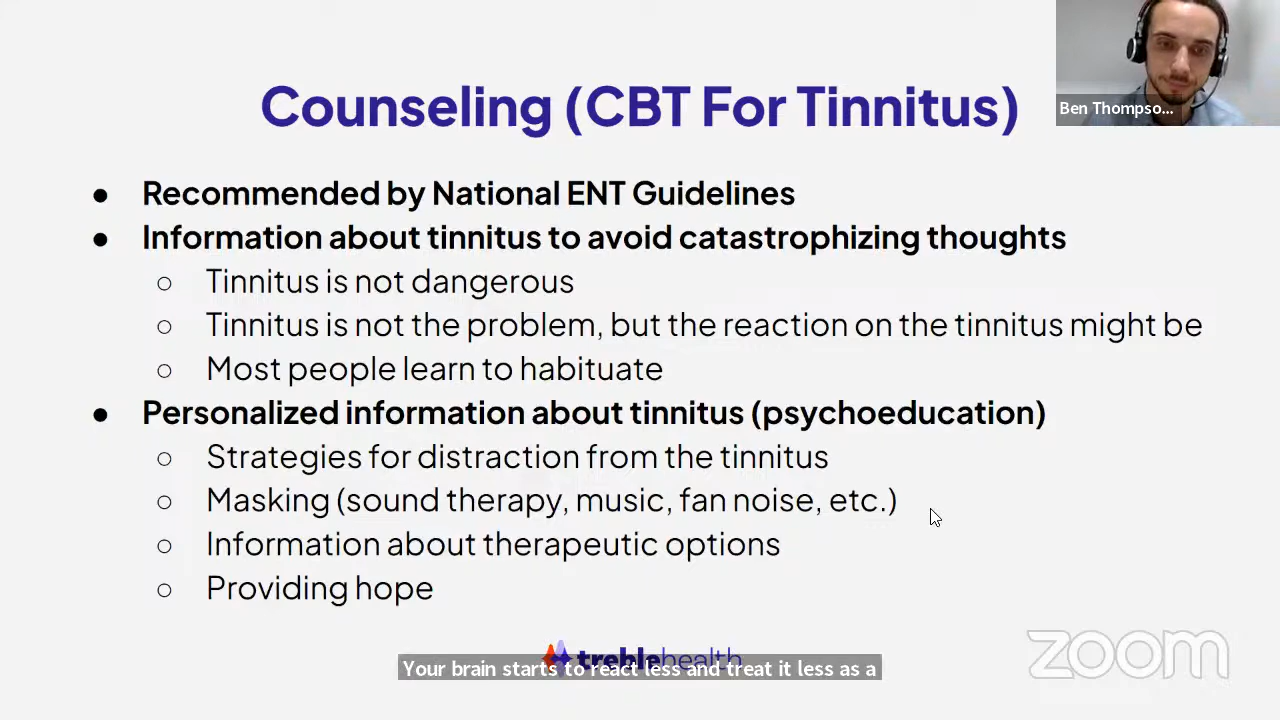 Counseling (CBT For Tinnitus)
Ben Thompso...
● Recommended by National ENT Guidelines
● Information about tinnitus to avoid catastrophizing thoughts
○ Tinnitus is not dangerous
○ Tinnitus is not the problem, but the reaction on the tinnitus might be
○ Most people learn to habituate
● Personalized information about tinnitus (psychoeducation)
○ Strategies for distraction from the tinnitus
○ Masking (sound therapy, music, fan noise, etc.)
○ Information about therapeutic options
○ Providing hope
treblehealth
Your brain starts to react less and treat it less as a
zoom